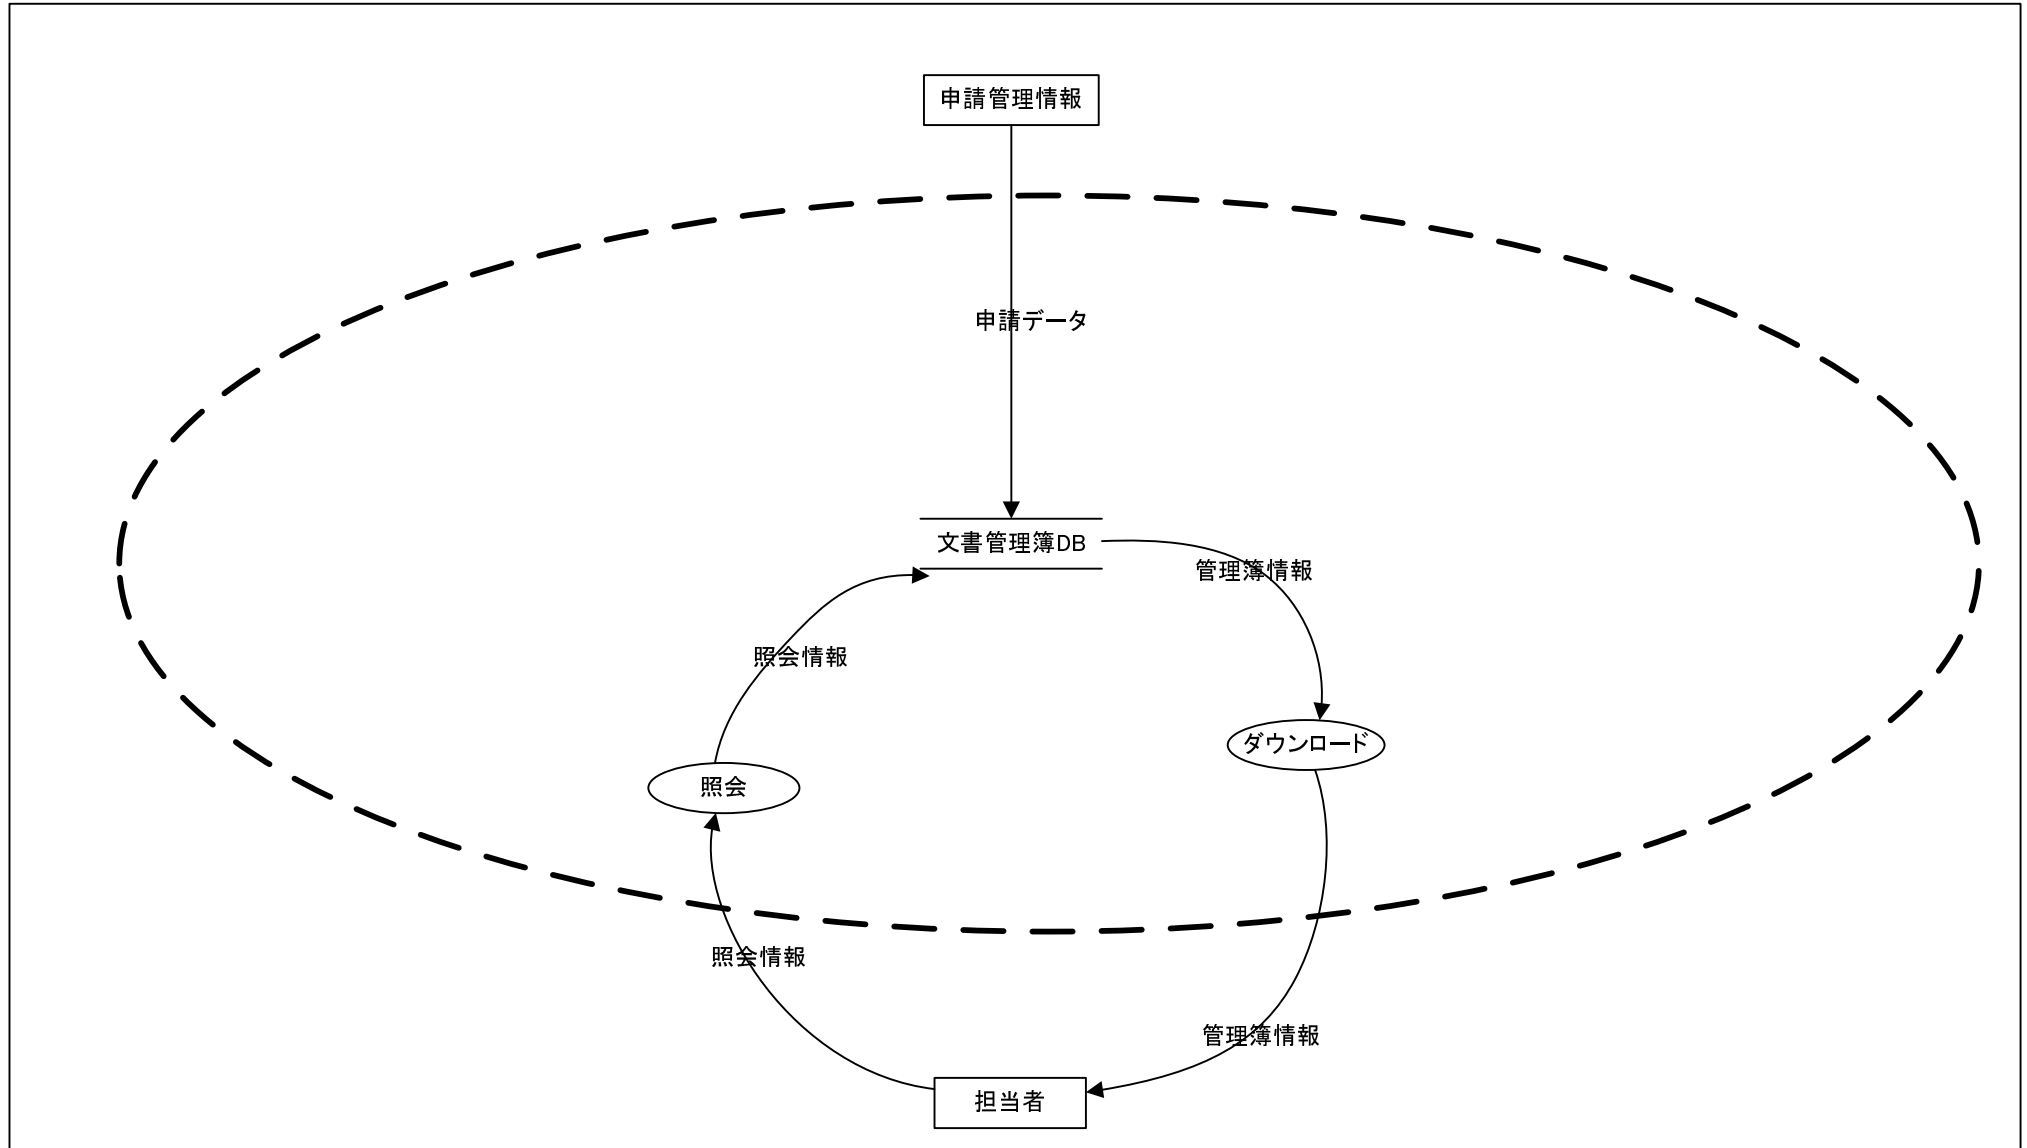 申請管理情報
申請データ
文書管理簿DB
管理簿情報
照会情報
ダウンロード
照会
照会情報
管理簿情報
担当者